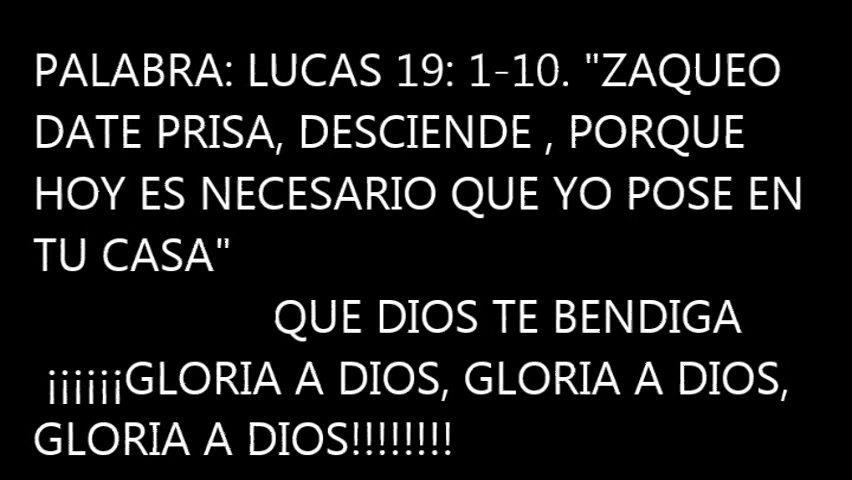 PALABRA: LUCAS 19: 1-10. "ZAQUEO
DATE PRISA, DESCIENDE , PORQUE
HOY ES NECESARIO QUE YO POSE EN
TU CASA"
QUE DIOS TE BENDIGA
¡¡¡¡¡¡GLORIA A DIOS, GLORIA A DIOS,
GLORIA A DIOS!!!!!!!!